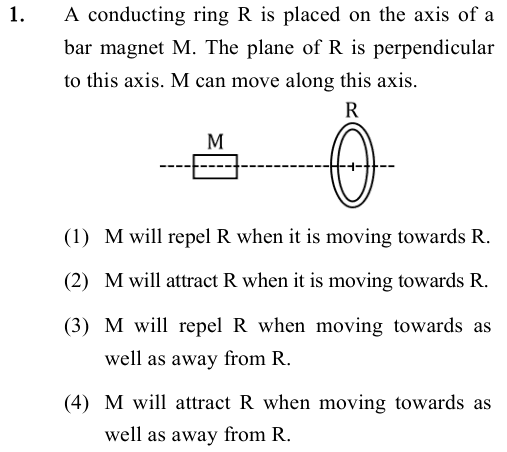 1. A conducting ring R is placed on the axis of a
bar magnet M. The plane of R is perpendicular
to this axis. M can move along this axis.
R
M
(1) M will repel R when it is moving towards R.
(2) M will attract R when it is moving towards R.
(3) M will repel R when moving towards as
well as away from R.
(4) M will attract R when moving towards as
well as away from R.